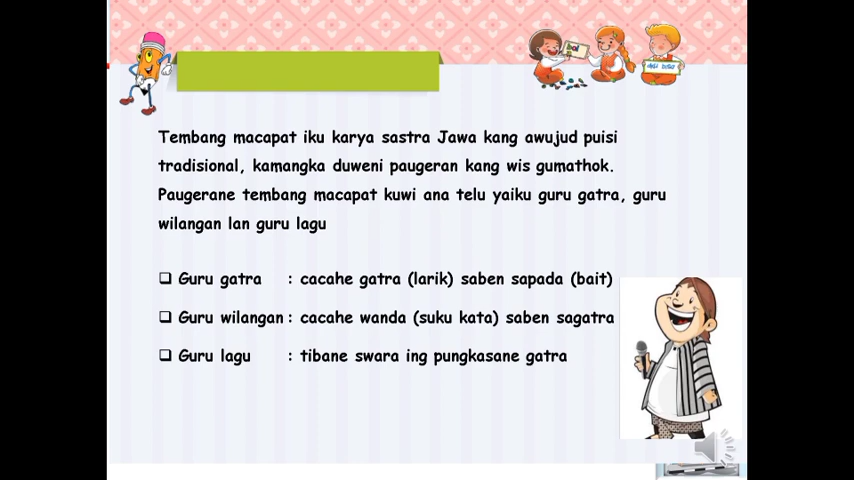 Tembang macapat iku karya sastra Jawa kang awujud puisi
tradisional, kamangka duweni paugeran kang wis gumathok.
Paugerane tembang macapat kuwi ana telu yaiku guru gatra, guru
wilangan lan guru lagu
Guru gatra : cacahe gatra (larik) saben sapada (bait)
Guru wilangan : cacahe wanda (suku kata) saben sagatra
Guru lagu : tibane swara ing pungkasane gatra